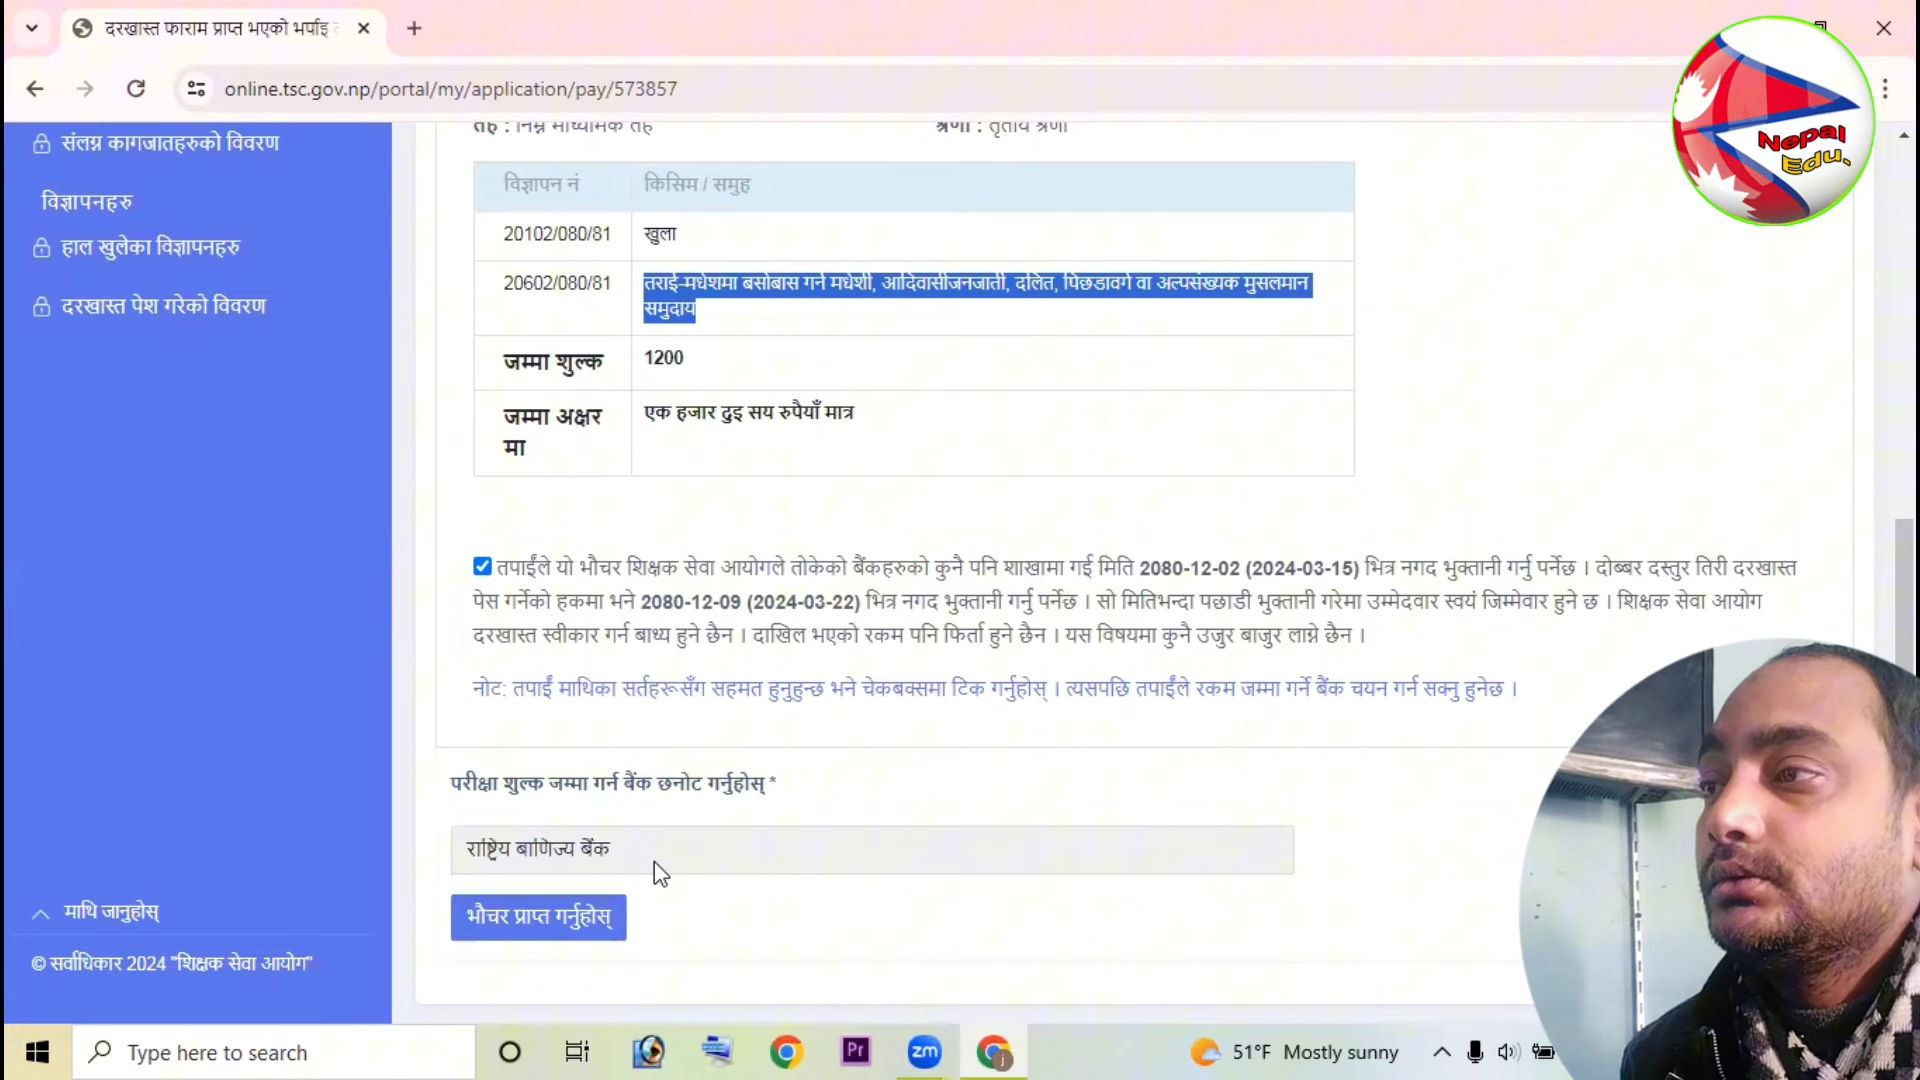 दरखास्त फाराम प्राप्त भएको भर्पाइ
online.tsc.gov.np/portal/my/application/pay/573857
Nepal
Edu.
संलग्न कागजातहरुको विवरण
विज्ञापनहरु
हाल खुलेका विज्ञापनहरु
दरखास्त पेश गरेको विवरण
माथि जानुहोस्
© सर्वाधिकार 2024 "शिक्षक सेवा आयोग"
तह : निम्न माध्यमिक तह श्रेणी : तृतीय श्रेणी
विज्ञापन नं किसिम / समुह
20102/080/81 खुला
20602/080/81 तराई-मधेशमा बसोबास गर्ने मधेशी, आदिवासीजनजाती, दलित, पिछडावर्ग वा अल्पसंख्यक मुसलमान
समुदाय
जम्मा शुल्क 1200
जम्मा अक्षर एक हजार दुइ सय रुपैयाँ मात्र
मा
तपाईंले यो भौचर शिक्षक सेवा आयोगले तोकेको बैंकहरुको कुनै पनि शाखामा गई मिति 2080-12-02 (2024-03-15) भित्र नगद भुक्तानी गर्नु पर्नेछ । दोब्बर दस्तुर तिरी दरखास्त
पेस गर्नेको हकमा भने 2080-12-09 (2024-03-22) भित्र नगद भुक्तानी गर्नु पर्नेछ । सो मितिभन्दा पछाडी भुक्तानी गरेमा उम्मेदवार स्वयं जिम्मेवार हुने छ । शिक्षक सेवा आयोग
दरखास्त स्वीकार गर्न बाध्य हुने छैन । दाखिल भएको रकम पनि फिर्ता हुने छैन । यस विषयमा कुनै उजुर बाजुर लाग्ने छैन ।
नोट: तपाईं माथिका सर्तहरूसँग सहमत हुनुहुन्छ भने चेकबक्समा टिक गर्नुहोस् । त्यसपछि तपाईंले रकम जम्मा गर्ने बैंक चयन गर्न सक्नु हुनेछ ।
परीक्षा शुल्क जम्मा गर्न बैंक छनोट गर्नुहोस् *
राष्ट्रिय बाणिज्य बैंक
भौचर प्राप्त गर्नुहोस्
Type here to search
Pr
zm
j
51°F Mostly sunny